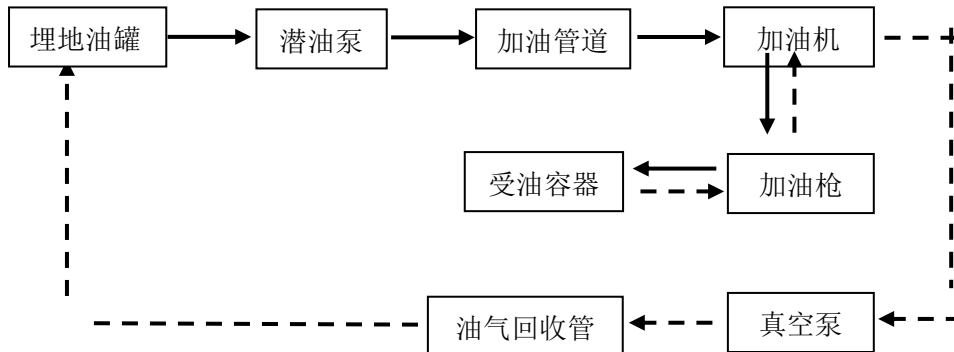 埋地油罐
潜油泵
加油管道
加油机
受油容器
加油枪
油气回收管
真空泵